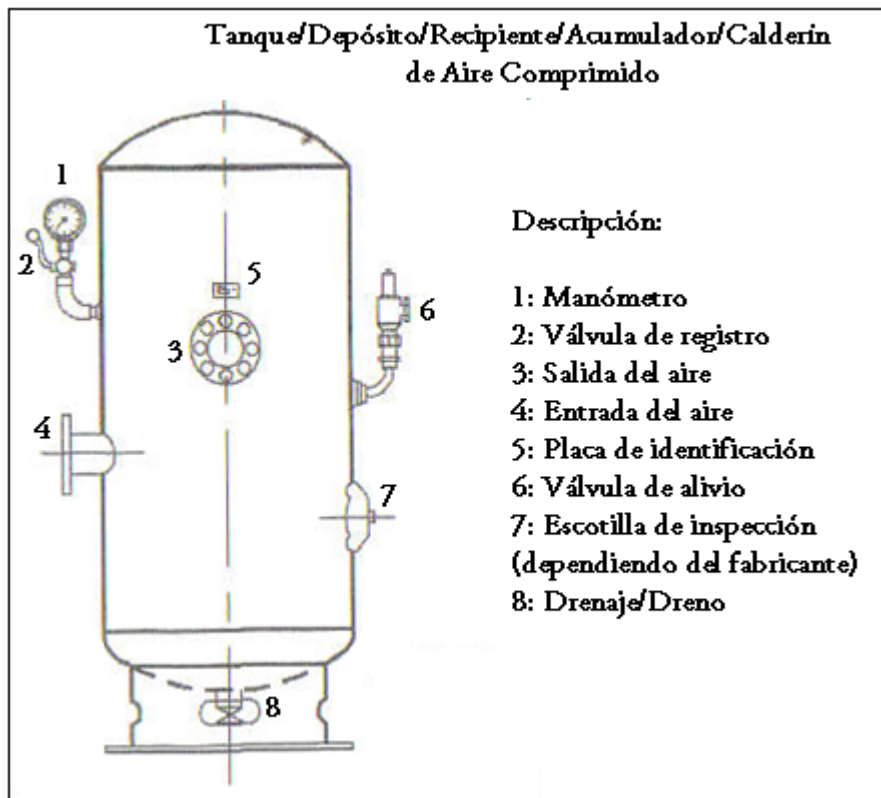 Tanque/Depósito/Recipiente/Acumulador/Calderin
de Aire Comprimido
1
2
5
6
3
4
7
8
Descripción:
1: Manómetro
2: Válvula de registro
3: Salida del aire
4: Entrada del aire
5: Placa de identificación
6: Válvula de alivio
7: Escotilla de inspección
(dependiendo del fabricante)
8: Drenaje/Dreno